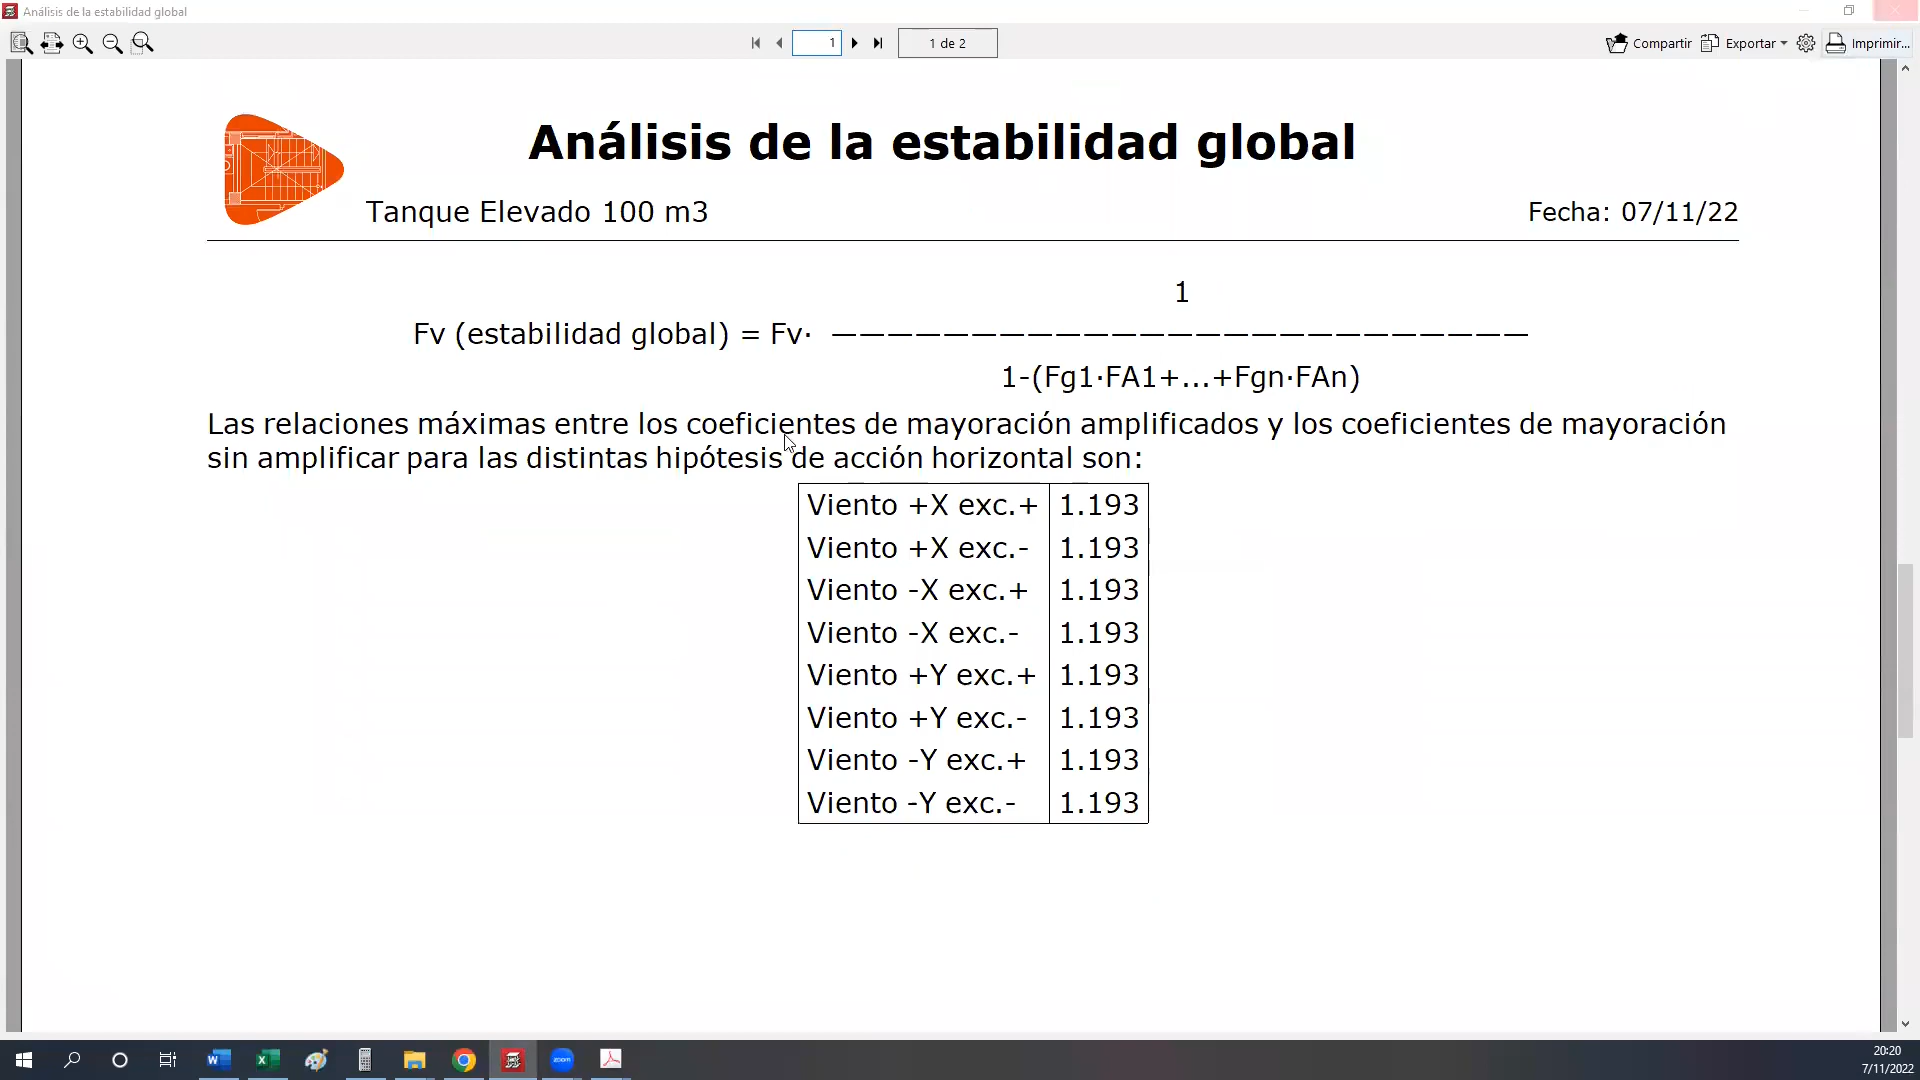 Análisis de la estabilidad global
1
1 de 2
Compartir
Exportar
Imprimir...
Análisis de la estabilidad global
Tanque Elevado 100 m3
Fecha: 07/11/22
1
Fv (estabilidad global) = Fv· —————————————————————————
1-(Fg1·FA1+...+Fgn·FAn)
Las relaciones máximas entre los coeficientes de mayoración amplificados y los coeficientes de mayoración
sin amplificar para las distintas hipótesis de acción horizontal son:
Viento +X exc.+ 1.193
Viento +X exc.- 1.193
Viento -X exc.+ 1.193
Viento -X exc.- 1.193
Viento +Y exc.+ 1.193
Viento +Y exc.- 1.193
Viento -Y exc.+ 1.193
Viento -Y exc.- 1.193
zoom
20:20
7/11/2022